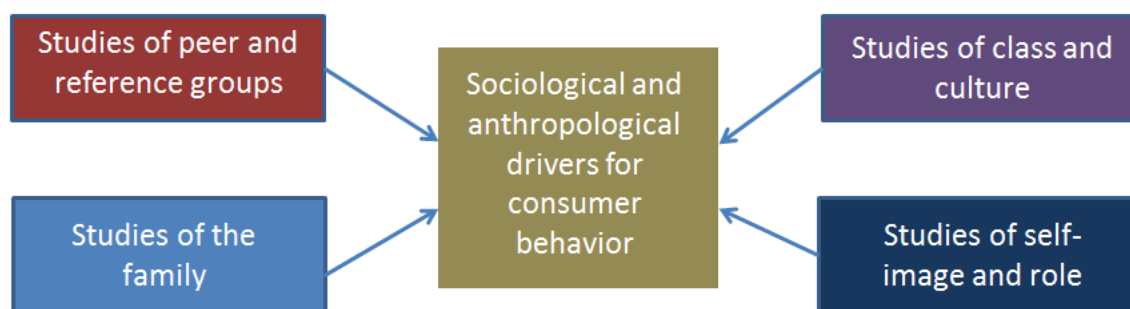 Studies of peer and
reference groups
Sociological and
anthropological
drivers for
consumer
behavior
Studies of class and
culture
Studies of the
family
Studies of self-
image and role